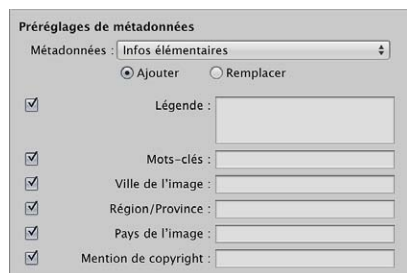 Préréglages de métadonnées
Métadonnées : Infos élémentaires
Ajouter Remplacer
Légende :
Mots-clés :
Ville de l'image :
Région/Province :
Pays de l'image :
Mention de copyright :